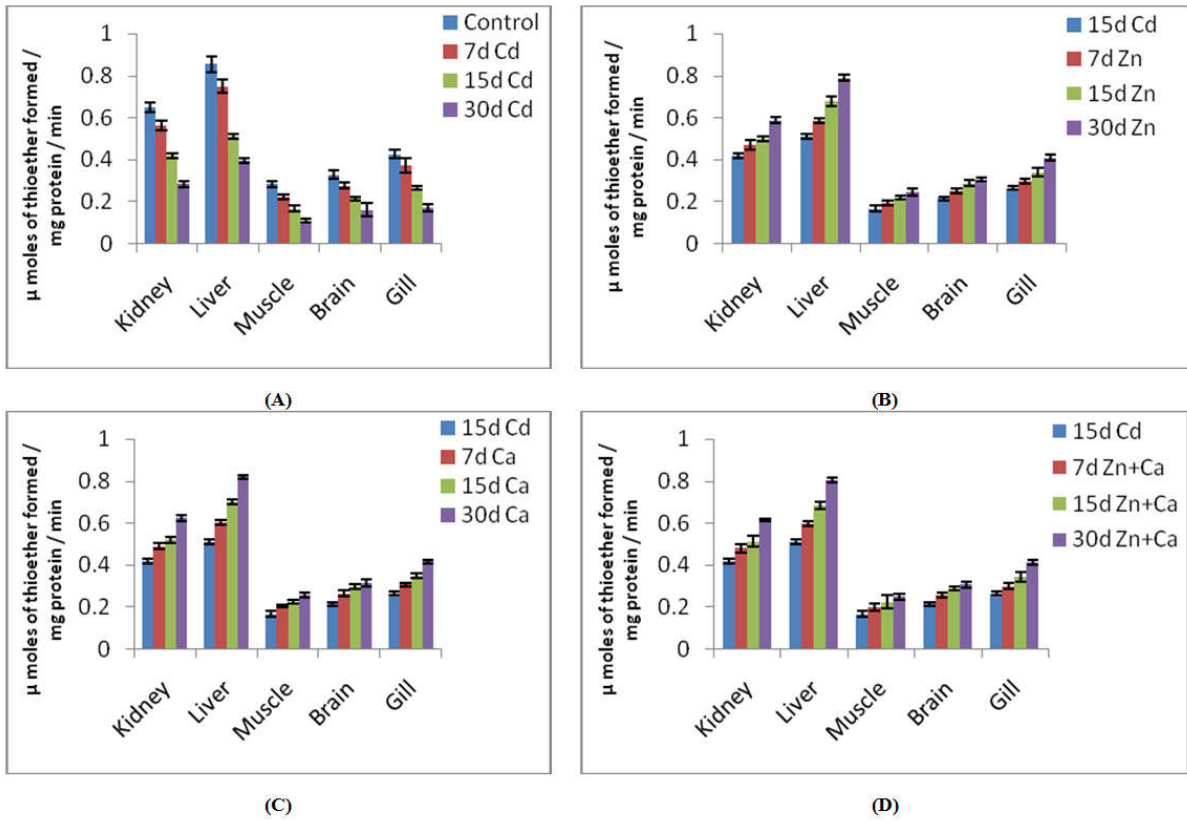 μ moles of thioether formed /
mg protein / min
1
0.8
0.6
0.4
0.2
0
Kidney
Liver
Muscle
Brain
Gill
Control
7d Cd
15d Cd
30d Cd
(A)
μ moles of thioether formed /
mg protein / min
1
0.8
0.6
0.4
0.2
0
Kidney
Liver
Muscle
Brain
Gill
15d Cd
7d Zn
15d Zn
30d Zn
(B)
μ moles of thioether formed /
mg protein / min
1
0.8
0.6
0.4
0.2
0
Kidney
Liver
Muscle
Brain
Gill
15d Cd
7d Ca
15d Ca
30d Ca
(C)
μ moles of thioether formed /
mg protein / min
1
0.8
0.6
0.4
0.2
0
Kidney
Liver
Muscle
Brain
Gill
15d Cd
7d Zn+Ca
15d Zn+Ca
30d Zn+Ca
(D)